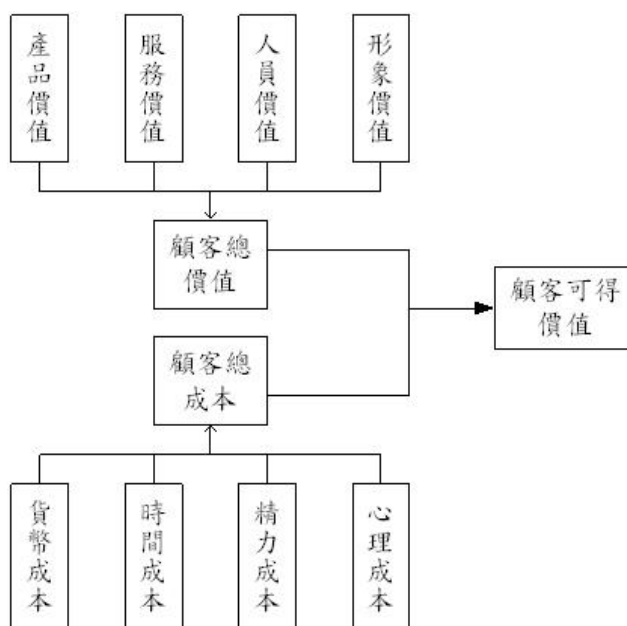 產品價值
服務價值
人員價值
形象價值
顧客總
價值
顧客可得
價值
顧客總
成本
貨幣成本
時間成本
精力成本
心理成本